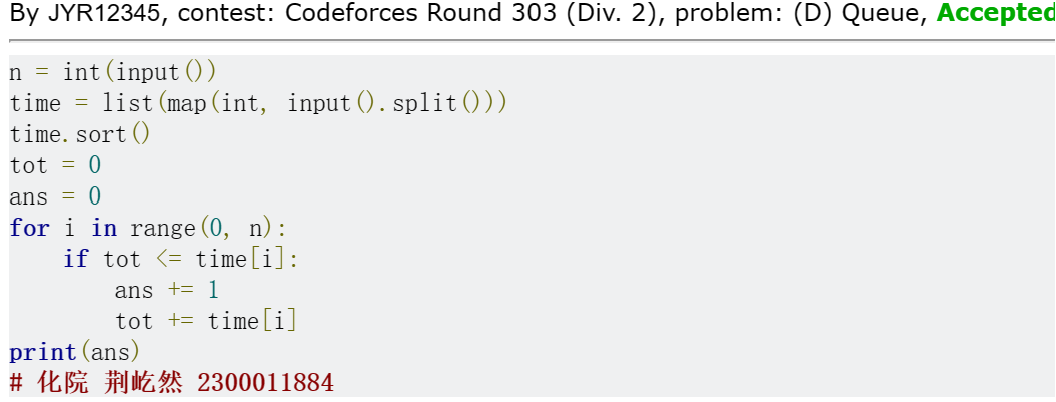 By JYR12345, contest: Codeforces Round 303 (Div. 2), problem: (D) Queue, Accepted
n = int(input())
time = list(map(int, input().split()))
time.sort()
tot = 0
ans = 0
for i in range(0, n):
    if tot <= time[i]:
        ans += 1
        tot += time[i]
print(ans)
# 化院 荆屹然 2300011884